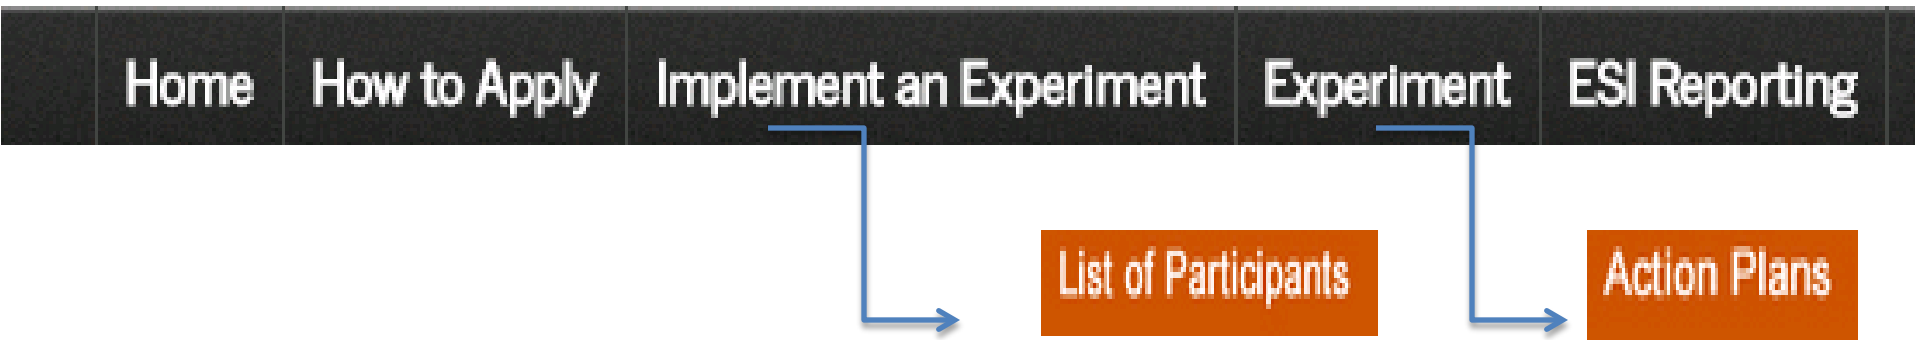 Home How to Apply Implement an Experiment Experiment ESI Reporting
List of Participants Action Plans